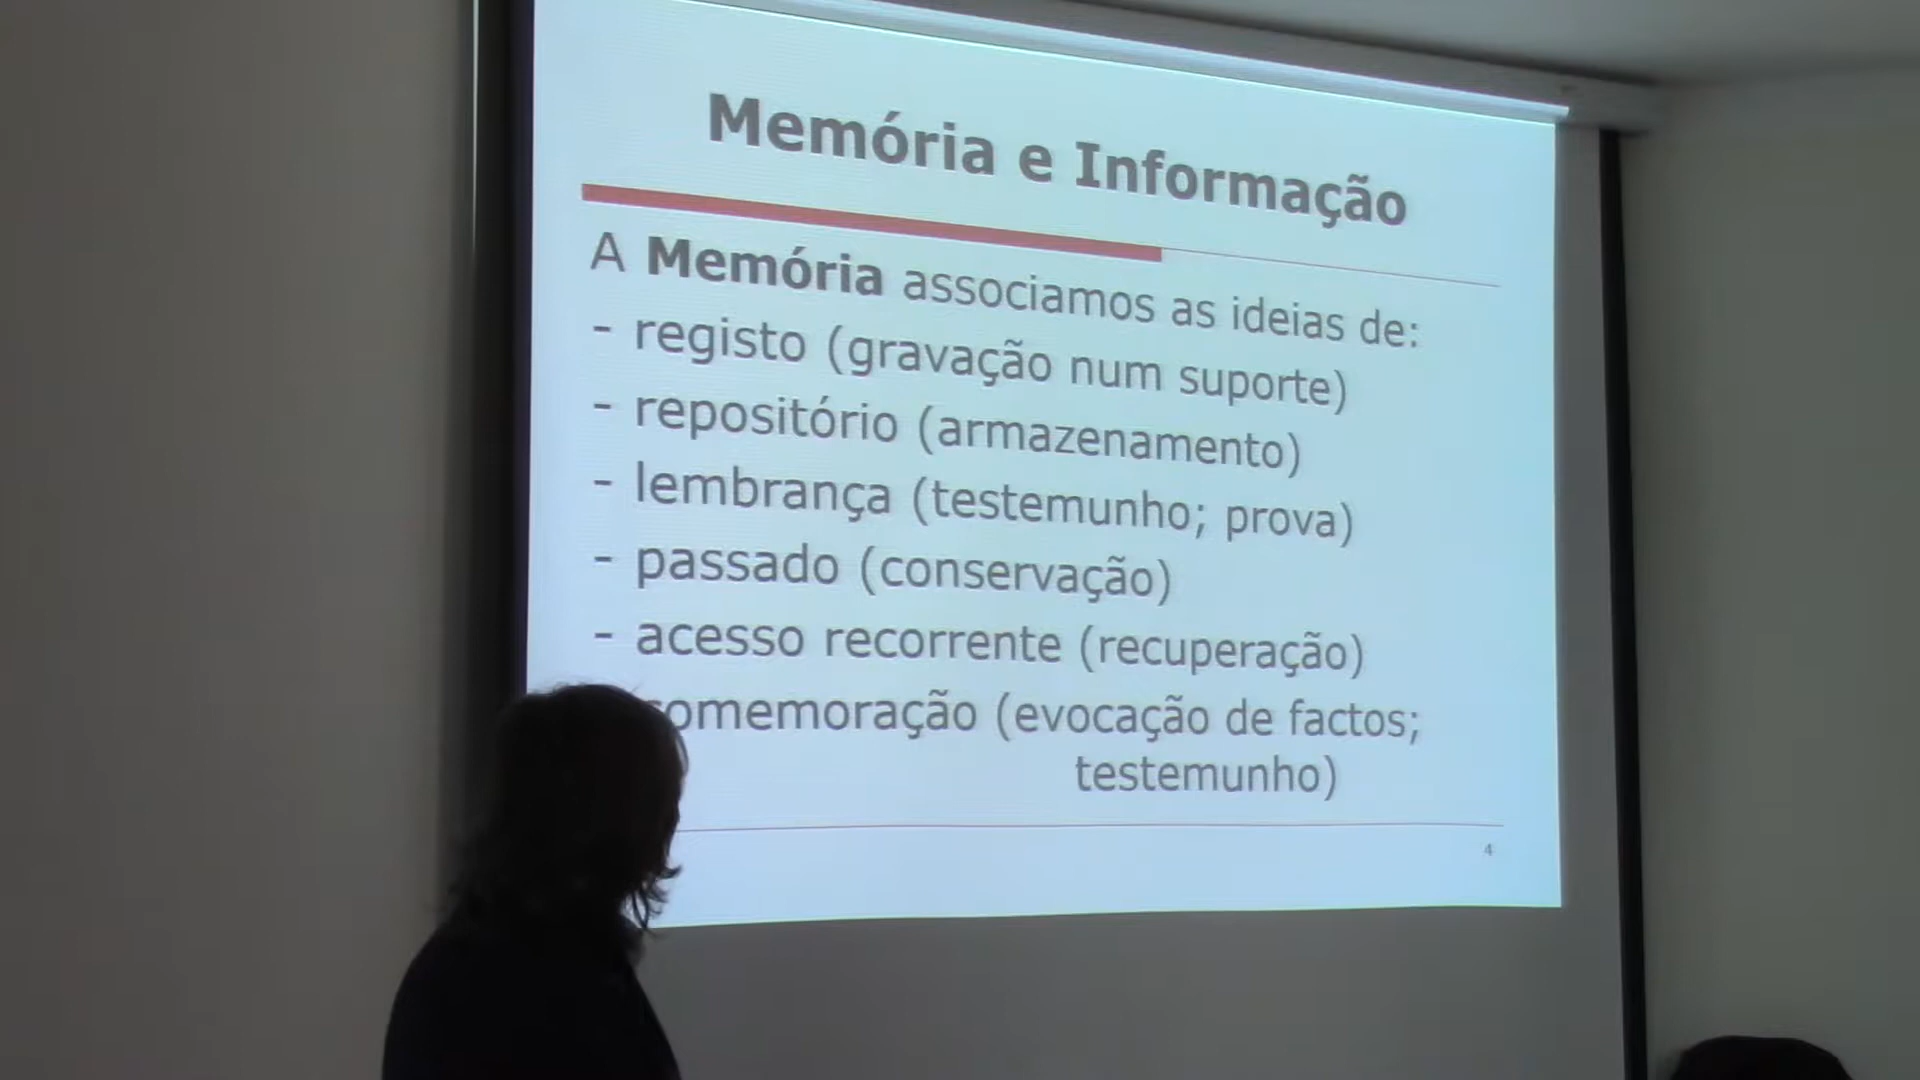 Memória e Informação
A Memória associamos as ideias de:
- registo (gravação num suporte)
- repositório (armazenamento)
- lembrança (testemunho; prova)
- passado (conservação)
- acesso recorrente (recuperação)
comemoração (evocação de factos;
testemunho)
4